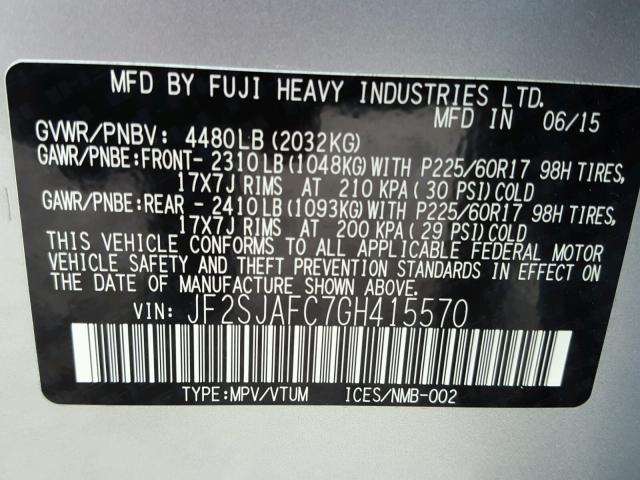 MFD BY FUJI HEAVY INDUSTRIES LTD.
MFD IN 06/15
GVWR/PNBV: 4480LB (2032KG)
GAWR/PNBE:FRONT- 2310 LB (1048KG) WITH P225/60R17 98H TIRES,
17X7J RIMS AT 210 KPA ( 30 PSI) COLD
GAWR/PNBE:REAR - 2410 LB (1093KG) WITH P225/60R17 98H TIRES,
17X7J RIMS AT 200 KPA ( 29 PSI) COLD
THIS VEHICLE CONFORMS TO ALL APPLICABLE FEDERAL MOTOR
VEHICLE SAFETY AND THEFT PREVENTION STANDARDS IN EFFECT ON
THE DATE OF MANUFACTURE SHOWN ABOVE.
VIN: JF2SJAFC7GH415570
TYPE:MPV/VTUM ICES/NMB-002